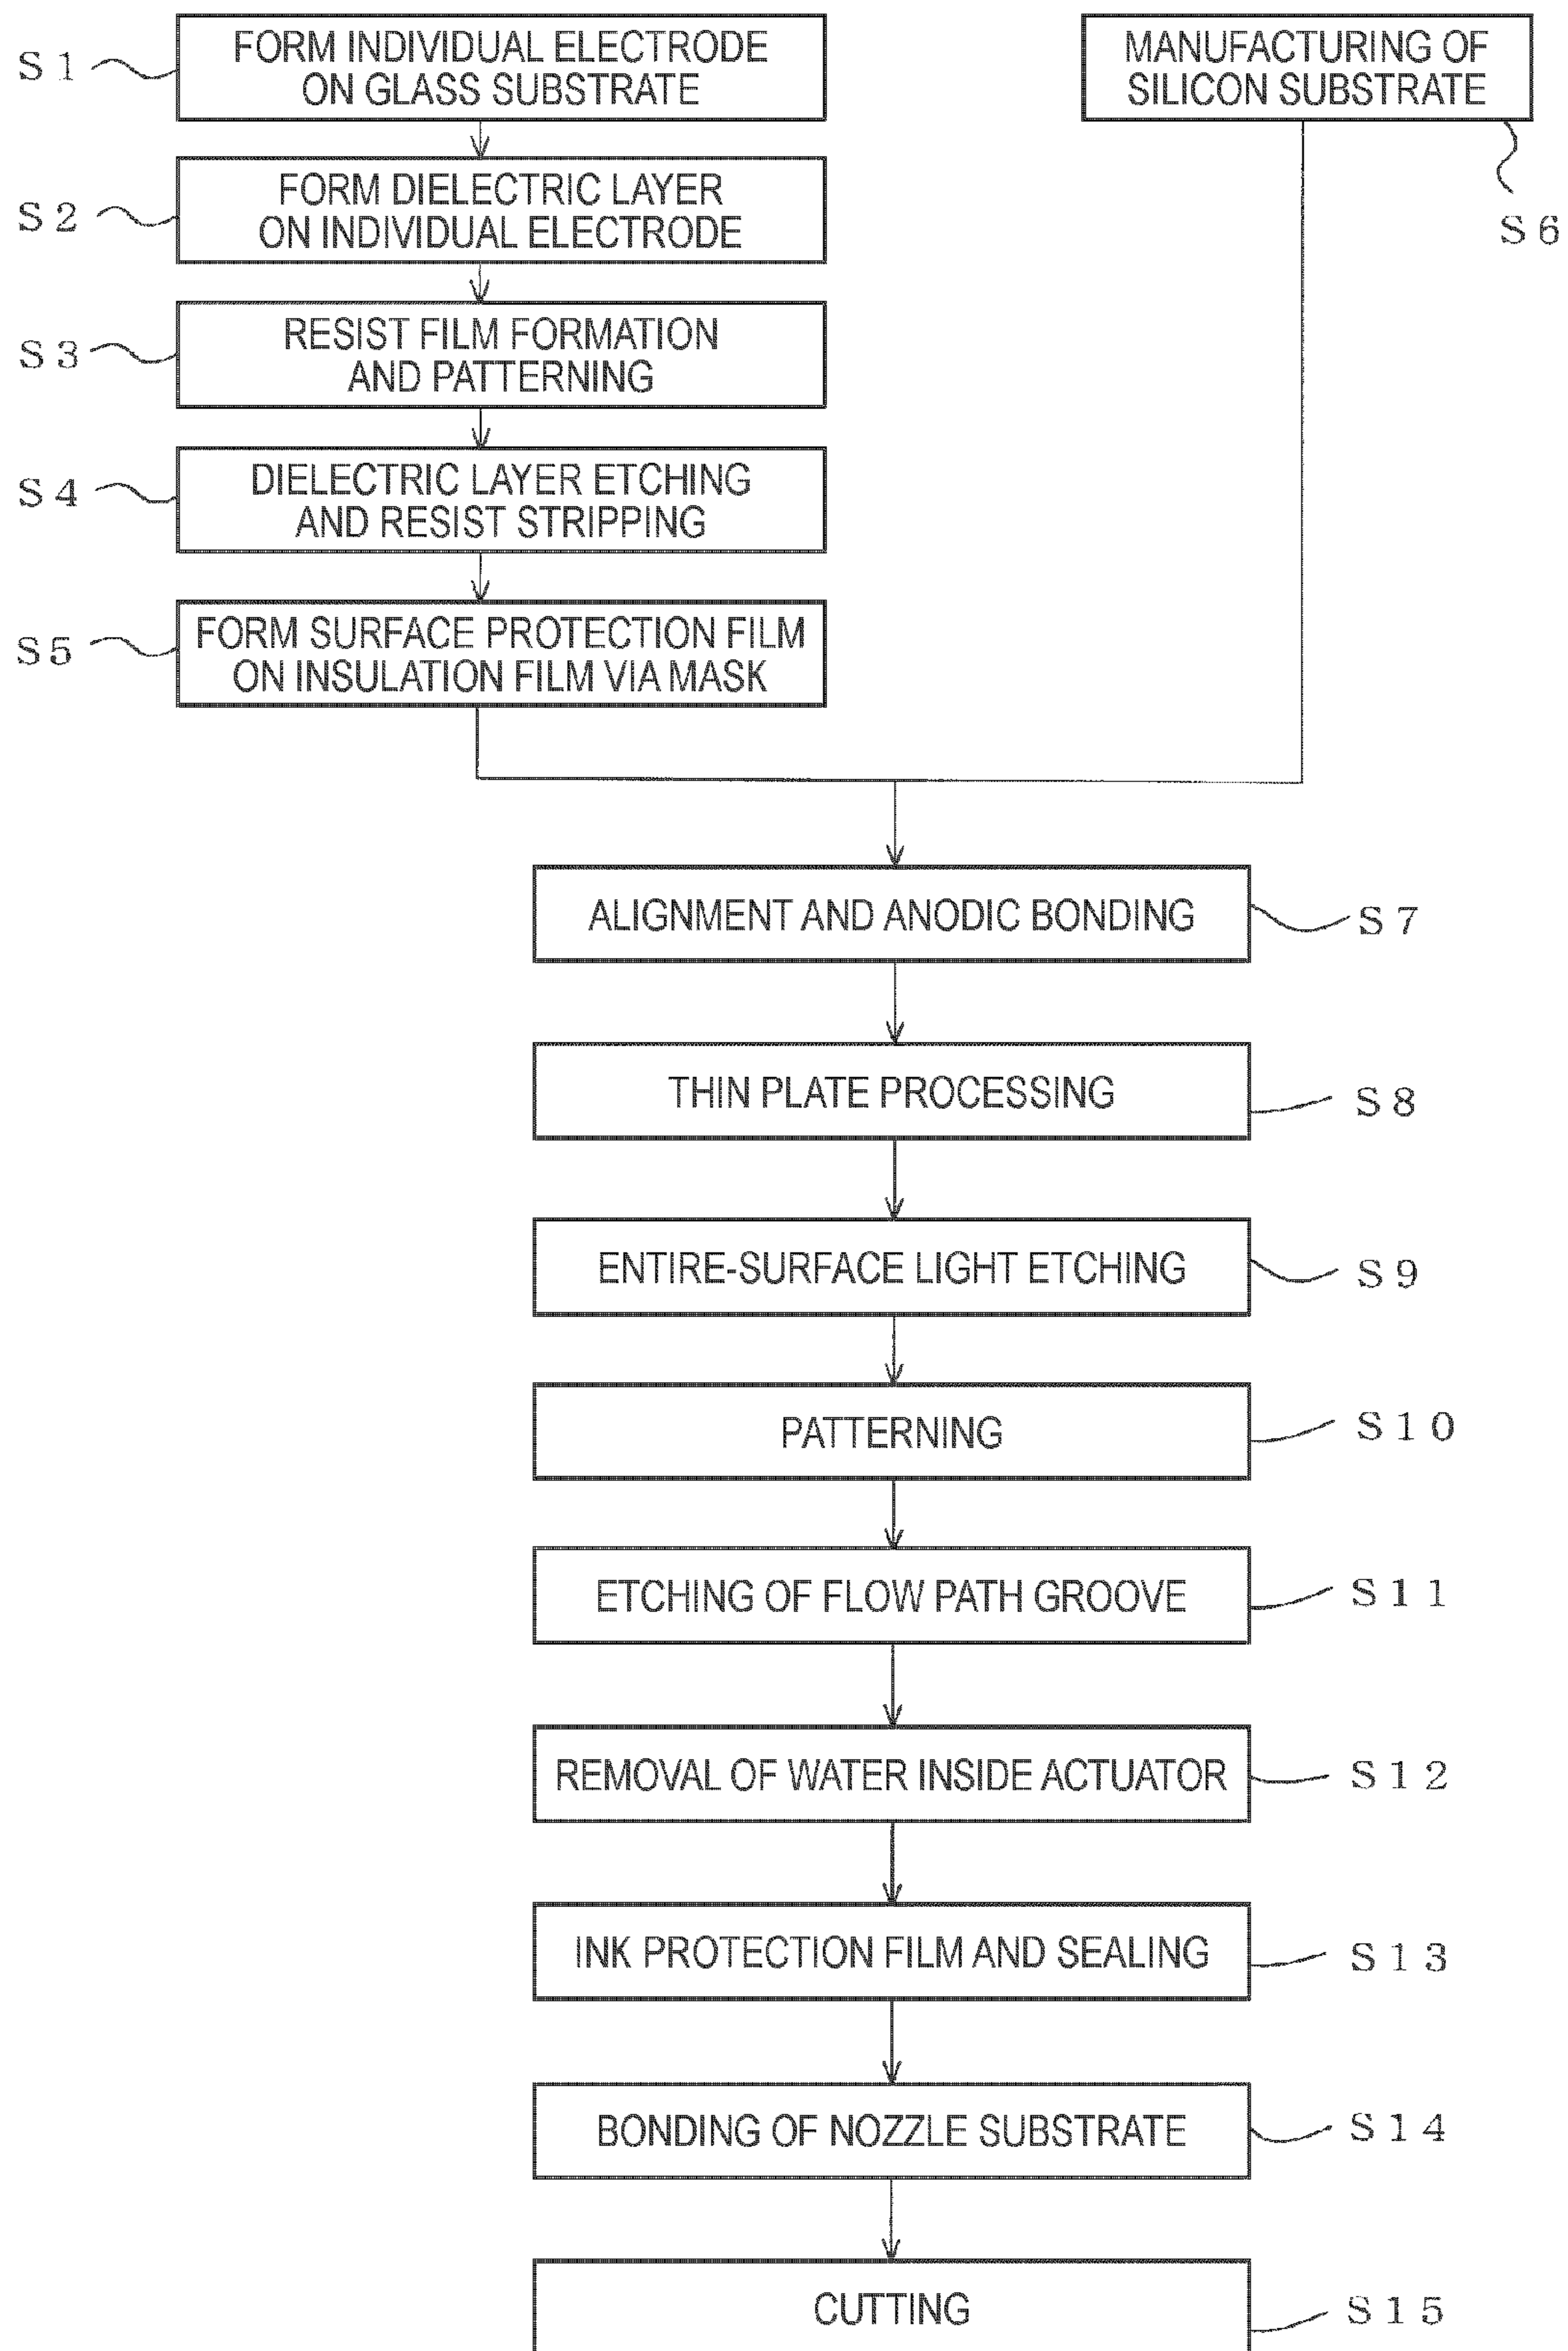 S1
FORM INDIVIDUAL ELECTRODE
ON GLASS SUBSTRATE
MANUFACTURING OF
SILICON SUBSTRATE
S6
S2
FORM DIELECTRIC LAYER
ON INDIVIDUAL ELECTRODE
S3
RESIST FILM FORMATION
AND PATTERNING
S4
DIELECTRIC LAYER ETCHING
AND RESIST STRIPPING
S5
FORM SURFACE PROTECTION FILM
ON INSULATION FILM VIA MASK
ALIGNMENT AND ANODIC BONDING
S7
THIN PLATE PROCESSING
S8
ENTIRE-SURFACE LIGHT ETCHING
S9
PATTERNING
S10
ETCHING OF FLOW PATH GROOVE
S11
REMOVAL OF WATER INSIDE ACTUATOR
S12
INK PROTECTION FILM AND SEALING
S13
BONDING OF NOZZLE SUBSTRATE
S14
CUTTING
S15